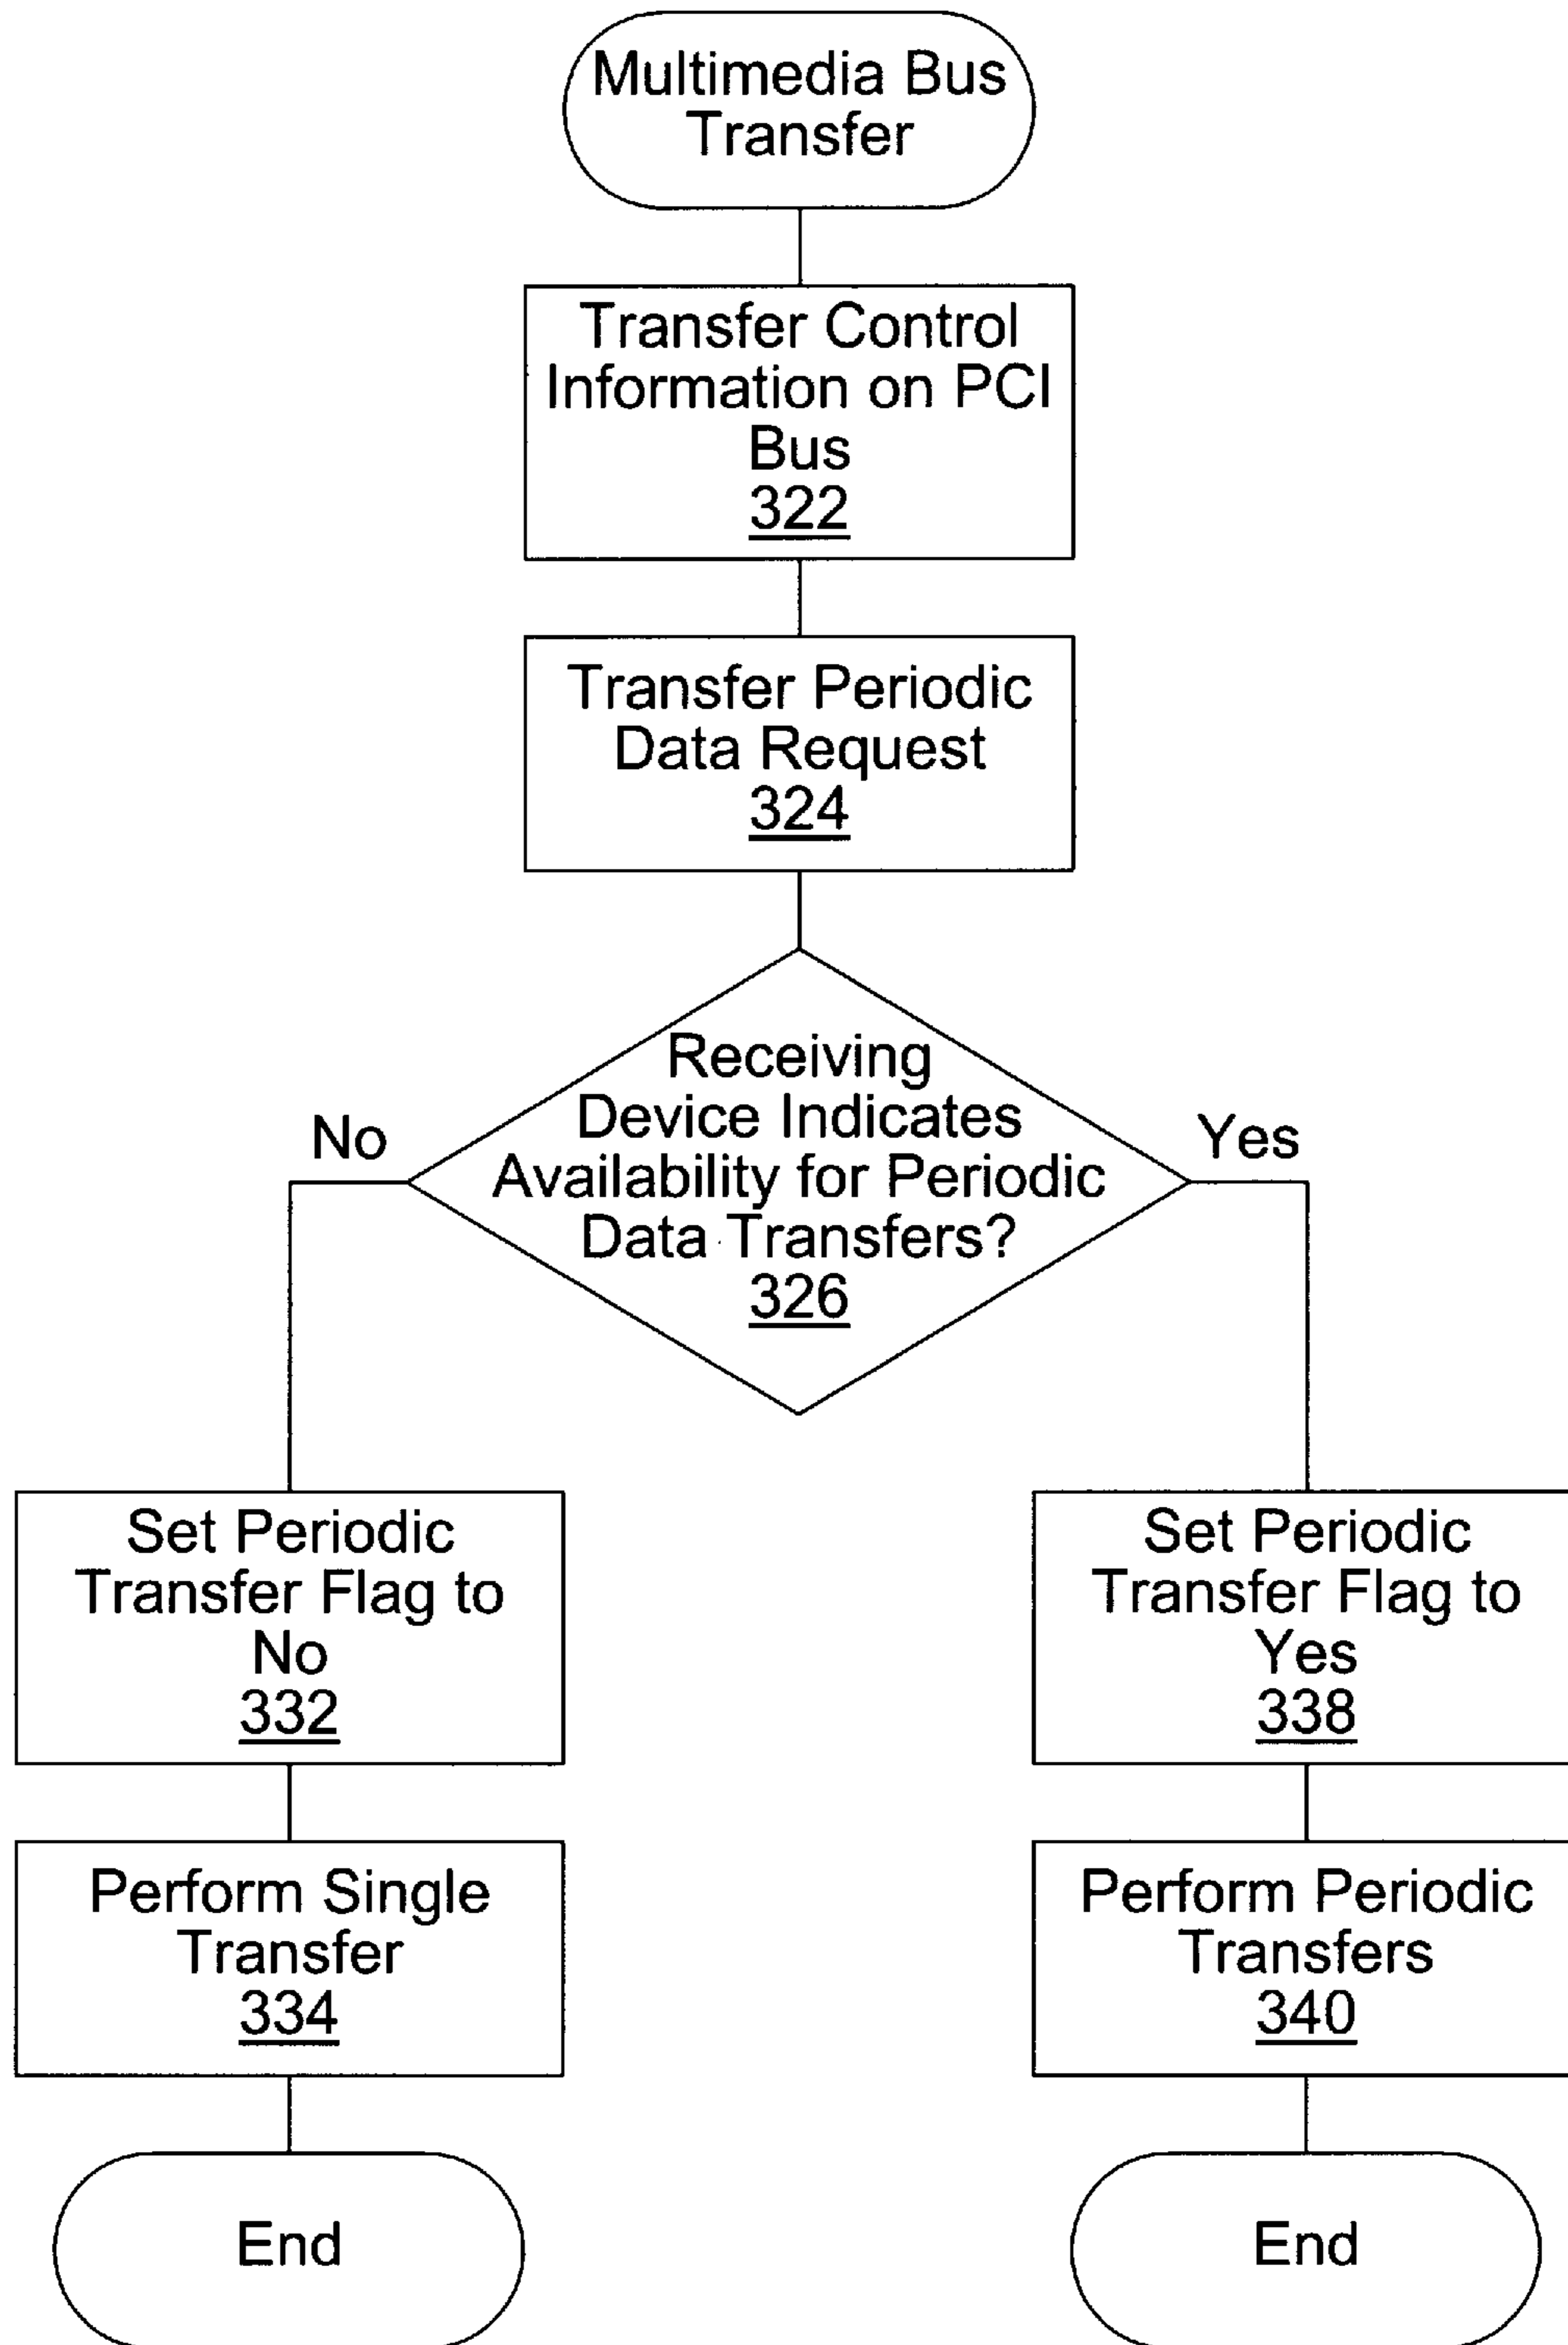 Multimedia Bus
Transfer
Transfer Control
Information on PCI
Bus
322
Transfer Periodic
Data Request
324
Receiving
Device Indicates
Availability for Periodic
Data Transfers?
326
No
Yes
Set Periodic
Transfer Flag to
No
332
Set Periodic
Transfer Flag to
Yes
338
Perform Single
Transfer
334
Perform Periodic
Transfers
340
End
End